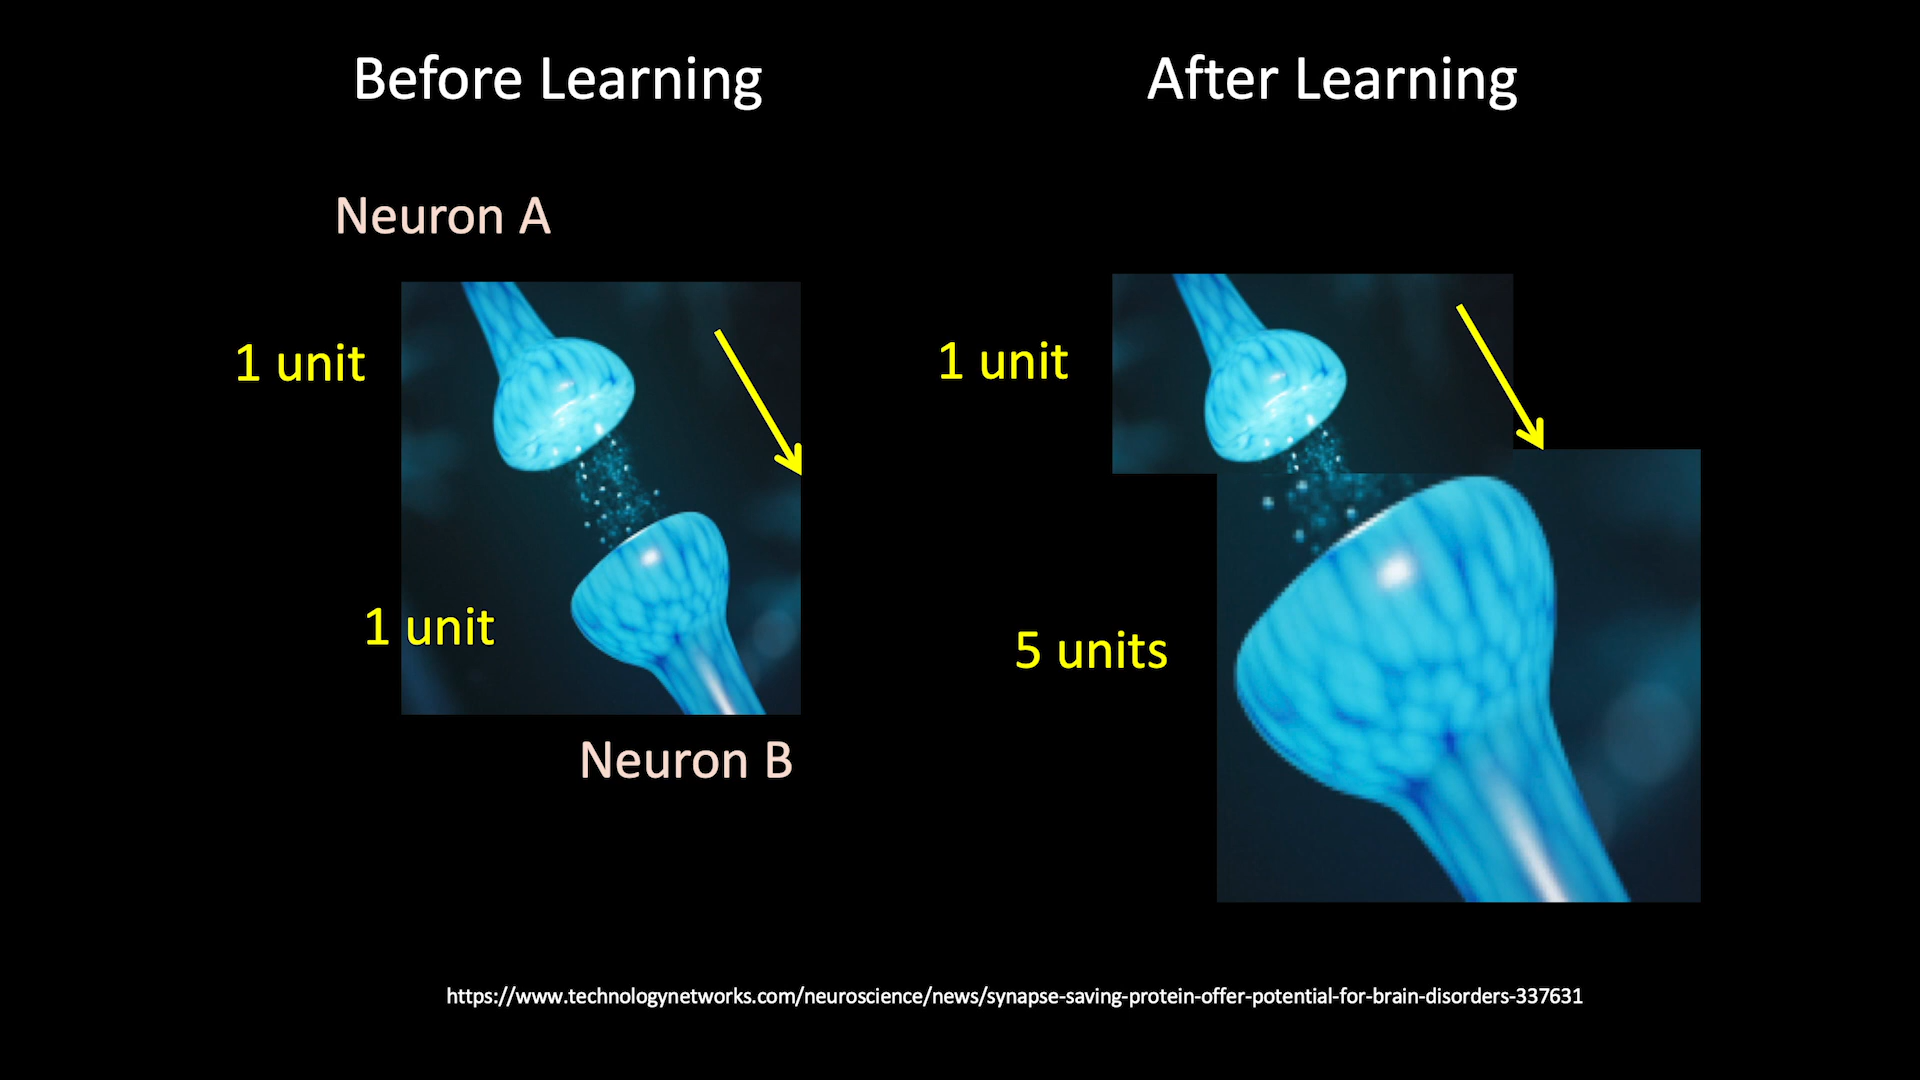 Before Learning
After Learning
Neuron A
1 unit
1 unit
1 unit
5 units
Neuron B
https://www.technologynetworks.com/neuroscience/news/synapse-saving-protein-offer-potential-for-brain-disorders-337631